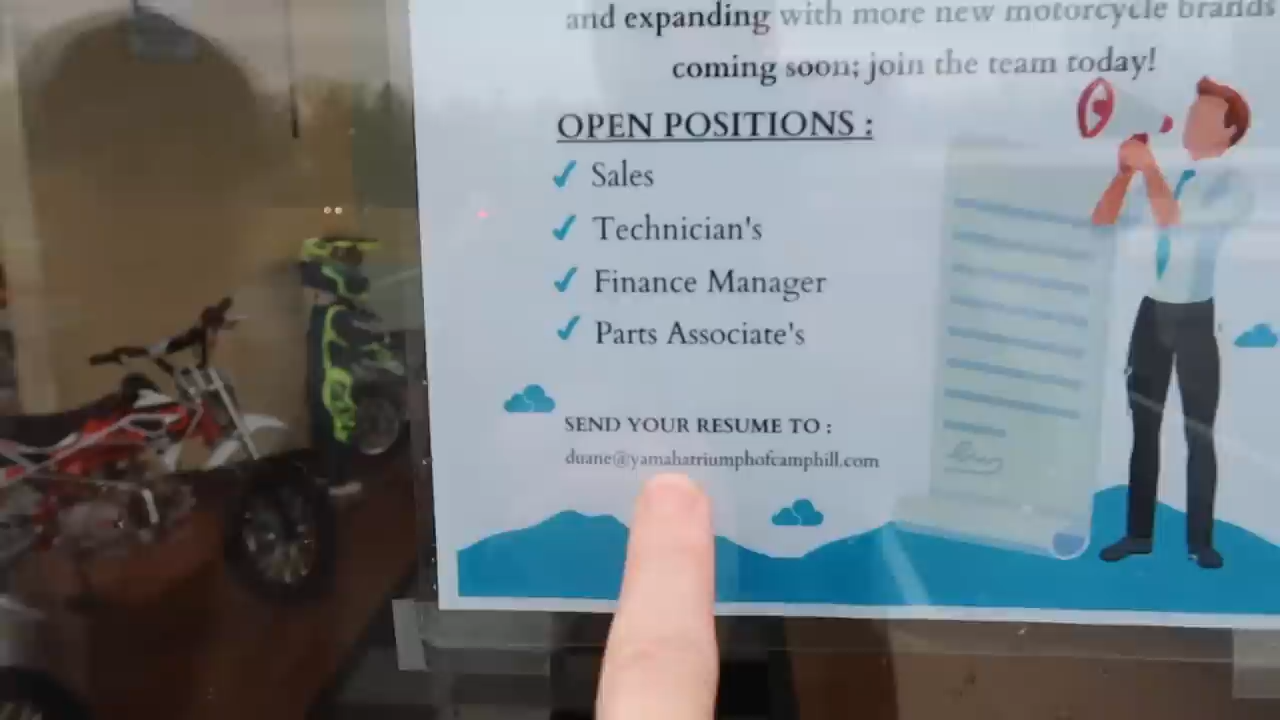 and expanding with more new motorcycle brands
coming soon; join the team today!
OPEN POSITIONS :
Sales
Technician's
Finance Manager
Parts Associate's
SEND YOUR RESUME TO :
duane@yamahatriumphofcamphill.com